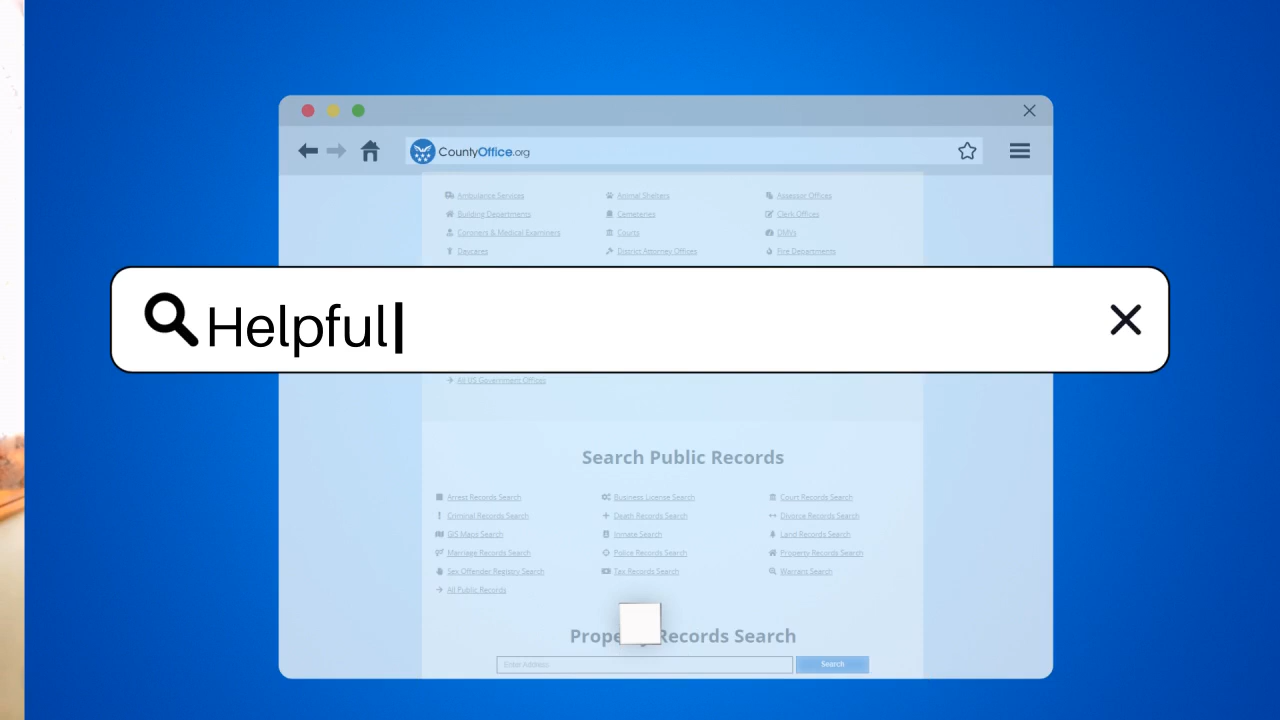 CountyOffice.org
Ambulance Services Animal Shelters Assessor Offices
Building Departments Cemeteries Clerk Offices
Coroners & Medical Examiners Courts DMVs
Daycares District Attorney Offices Fire Departments
Helpful
All US Government Offices
Search Public Records
Arrest Records Search Business License Search Court Records Search
Criminal Records Search Death Records Search Divorce Records Search
GIS Maps Search Inmate Search Land Records Search
Marriage Records Search Police Records Search Property Records Search
Sex Offender Registry Search Tax Records Search Warrant Search
All Public Records
Records Search
Enter Address Search